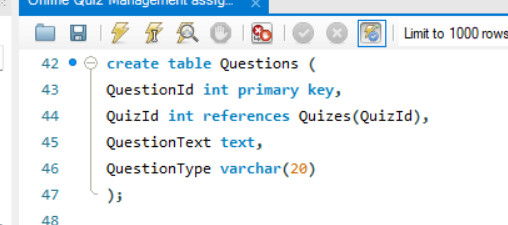 Online Quiz Management assig...
Limit to 1000 rows
42 create table Questions (
43 QuestionId int primary key,
44 QuizId int references Quizes(QuizId),
45 QuestionText text,
46 QuestionType varchar(20)
47 );
48